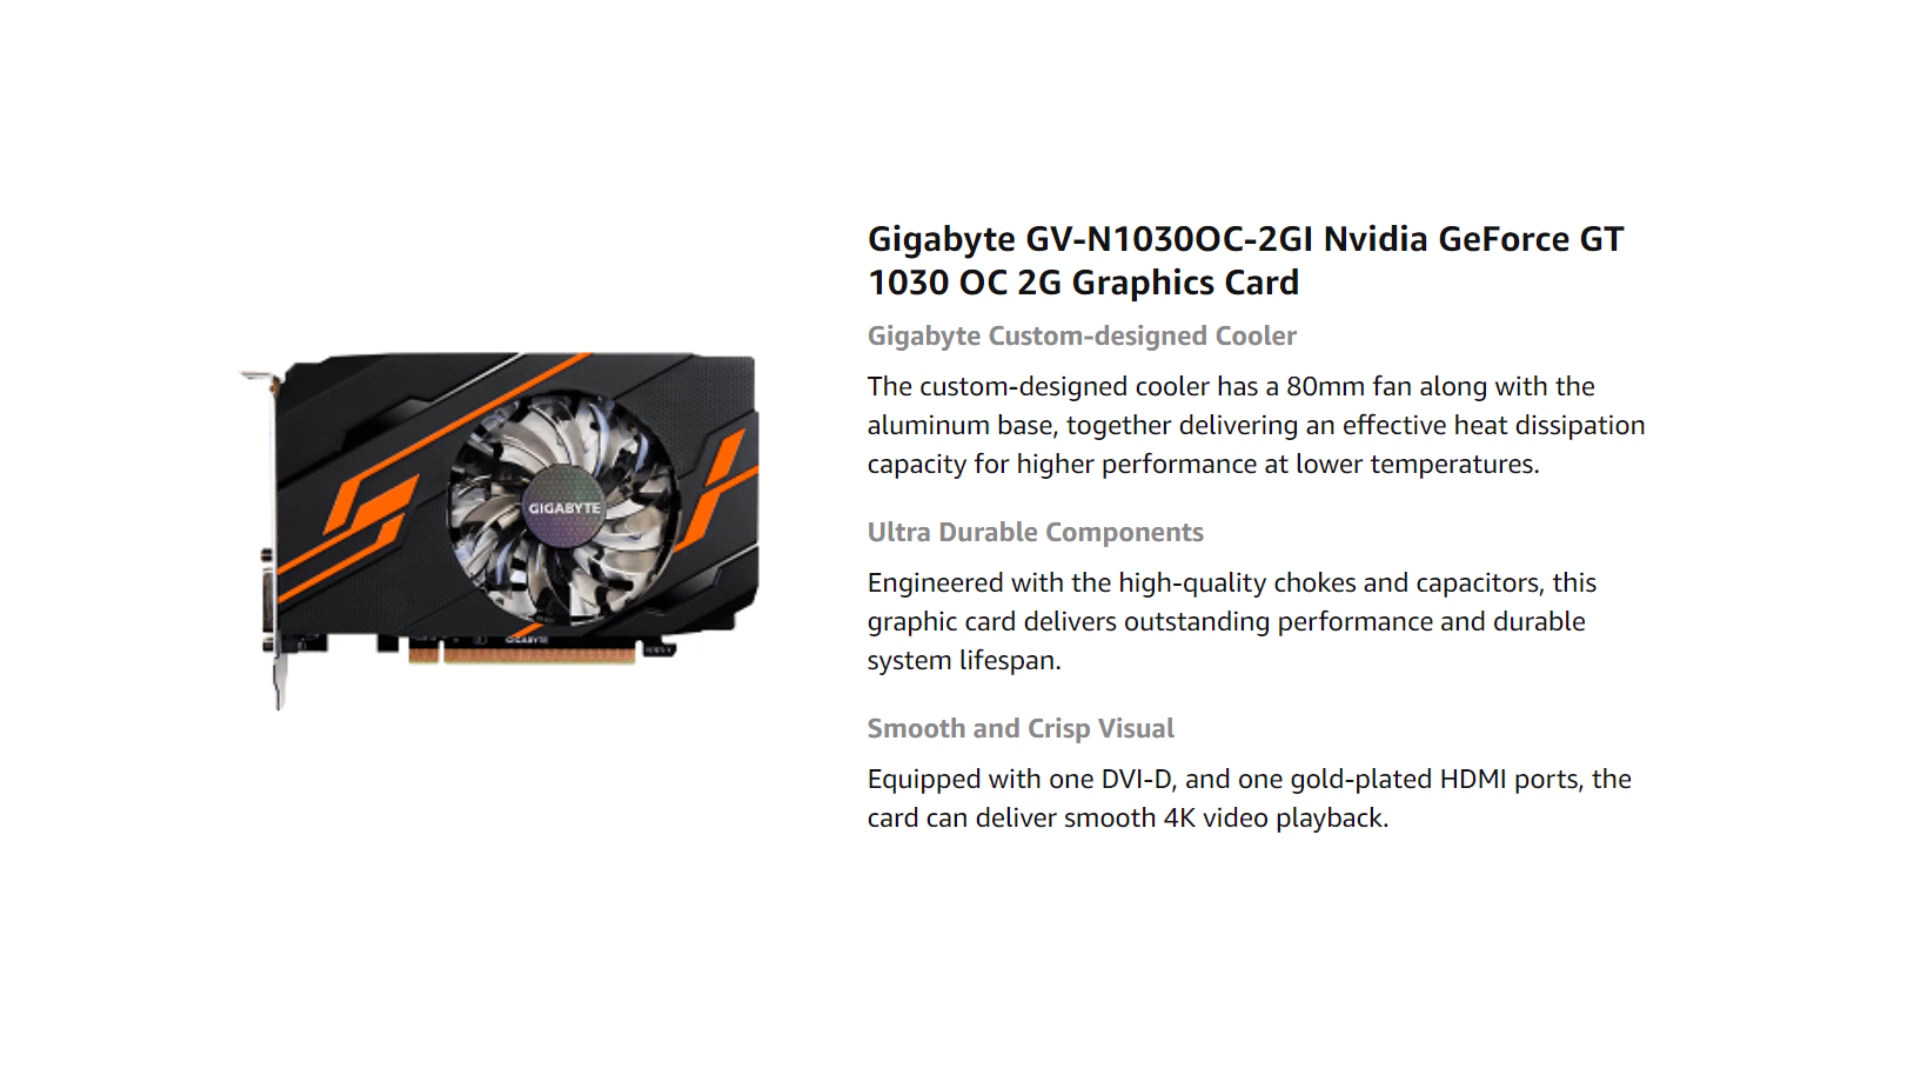 Gigabyte GV-N1030OC-2GI Nvidia GeForce GT
1030 OC 2G Graphics Card
Gigabyte Custom-designed Cooler
The custom-designed cooler has a 80mm fan along with the
aluminum base, together delivering an effective heat dissipation
capacity for higher performance at lower temperatures.
Ultra Durable Components
Engineered with the high-quality chokes and capacitors, this
graphic card delivers outstanding performance and durable
system lifespan.
Smooth and Crisp Visual
Equipped with one DVI-D, and one gold-plated HDMI ports, the
card can deliver smooth 4K video playback.
GIGABYTE
GIGABYTE